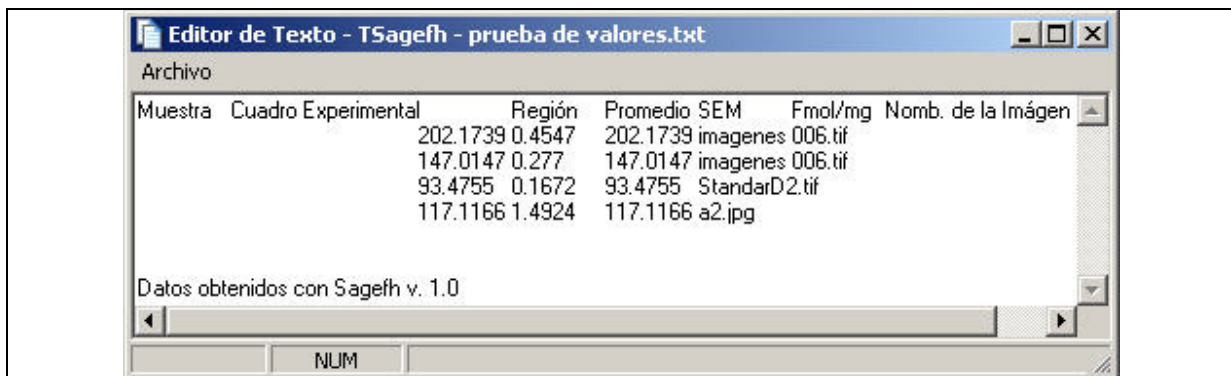 Editor de Texto - TSagefh - prueba de valores.txt
Archivo
Muestra Cuadro Experimental Región Promedio SEM Fmol/mg Nomb. de la Imágen
202.1739 0.4547 202.1739 imagenes 006.tif
147.0147 0.277 147.0147 imagenes 006.tif
93.4755 0.1672 93.4755 StandarD2.tif
117.1166 1.4924 117.1166 a2.jpg
Datos obtenidos con Sagefh v. 1.0
NUM